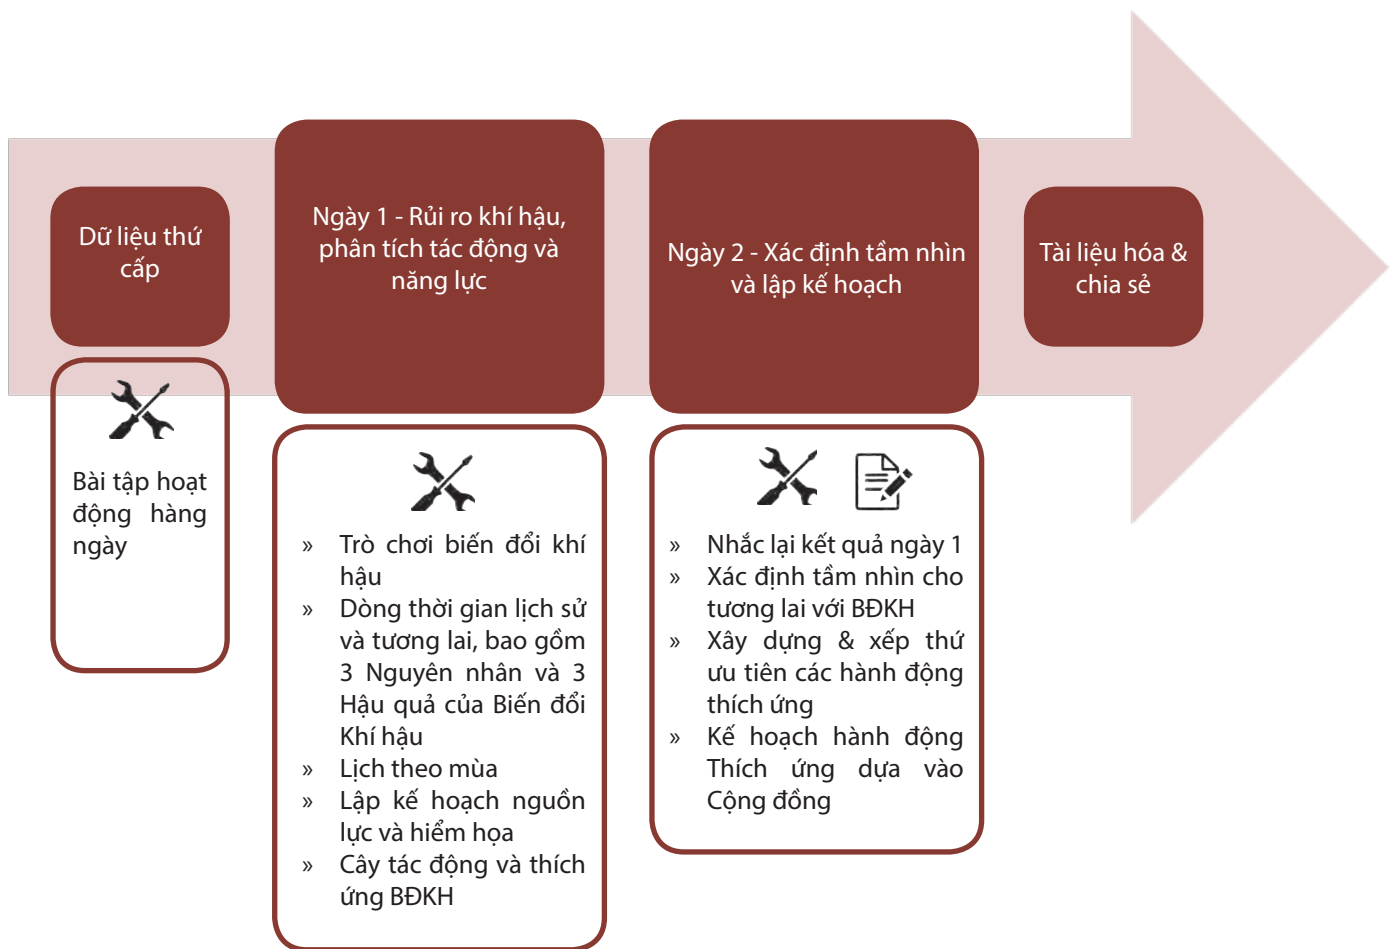 Dữ liệu thứ
cấp
Bài tập hoạt
động hàng
ngày
Ngày 1 - Rủi ro khí hậu,
phân tích tác động và
năng lực
» Trò chơi biến đổi khí
hậu
» Dòng thời gian lịch sử
và tương lai, bao gồm
3 Nguyên nhân và 3
Hậu quả của Biến đổi
Khí hậu
» Lịch theo mùa
» Lập kế hoạch nguồn
lực và hiểm họa
» Cây tác động và thích
ứng BĐKH
Ngày 2 - Xác định tầm nhìn
và lập kế hoạch
» Nhắc lại kết quả ngày 1
» Xác định tầm nhìn cho
tương lai với BĐKH
» Xây dựng & xếp thứ
ưu tiên các hành động
thích ứng
» Kế hoạch hành động
Thích ứng dựa vào
Cộng đồng
Tài liệu hóa &
chia sẻ